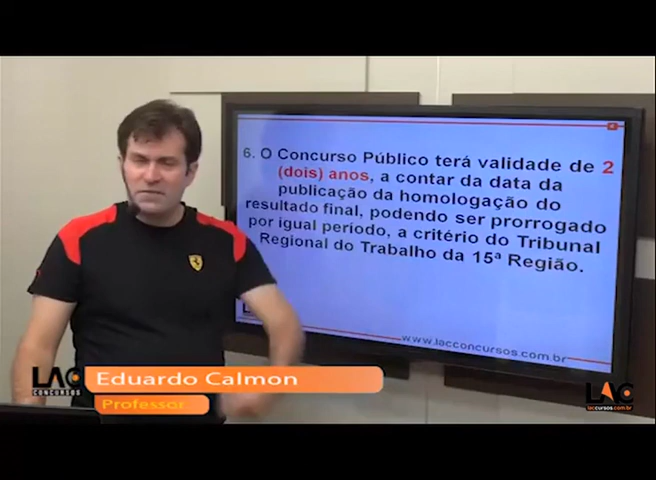 6. O Concurso Público terá validade de 2
(dois) anos, a contar da data da
publicação da homologação do
resultado final, podendo ser prorrogado
por igual período, a critério do Tribunal
Regional do Trabalho da 15ª Região.
www.lacconcursos.com.br
LAC
CONCURSOS
Eduardo Calmon
Professor
LAC
laccursos.com.br